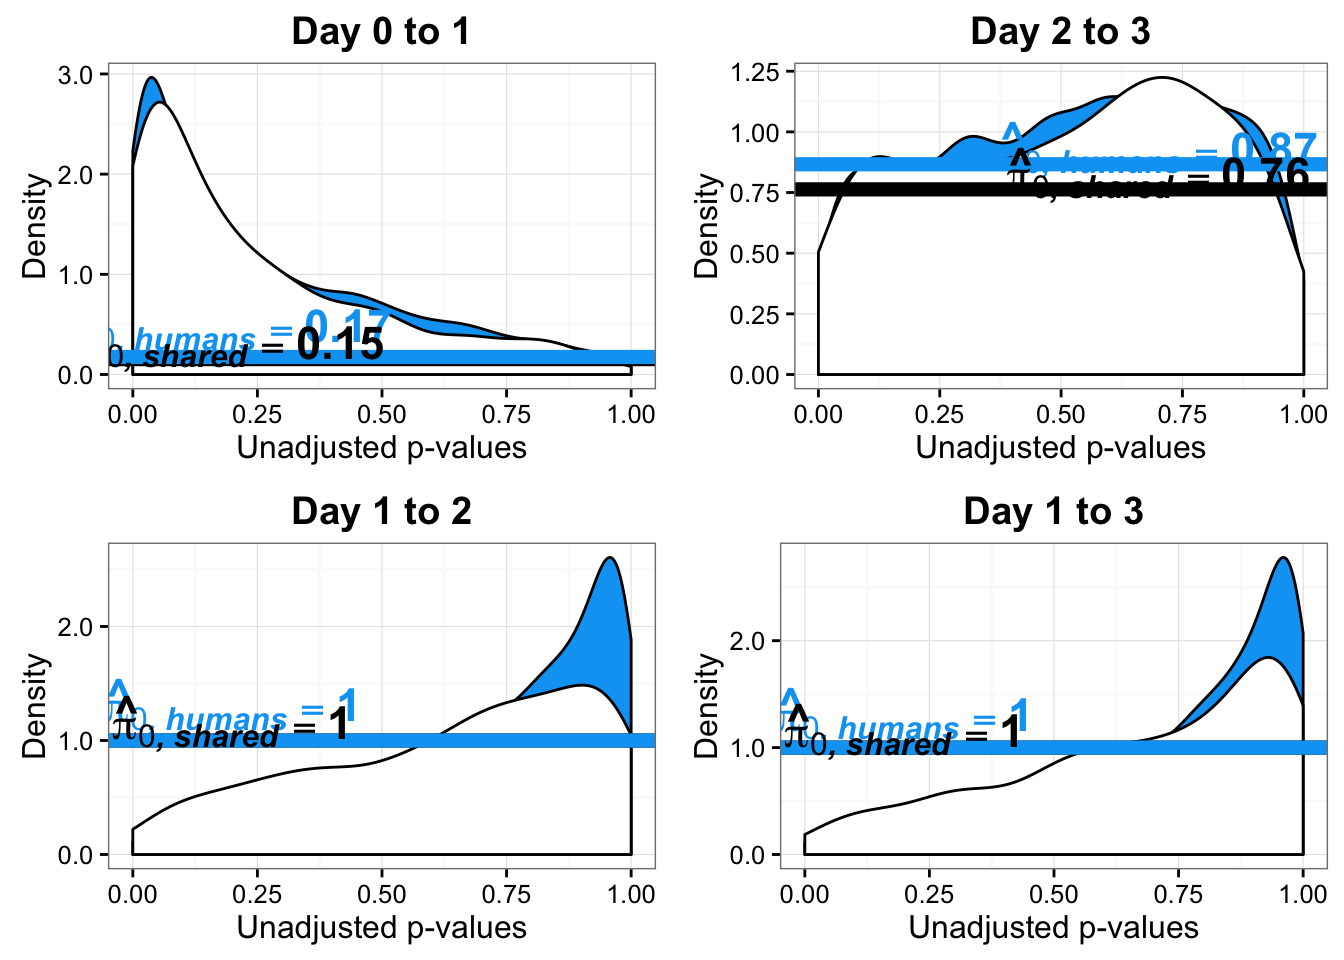 Day 0 to 1
Density
3.0
2.0
1.0
0.0
0, humans = 0.17
0, shared = 0.15
0.00 0.25 0.50 0.75 1.00
Unadjusted p-values
Day 2 to 3
Density
1.25
1.00
0.75
0.50
0.25
0.00
π̂0, humans = 0.87
π̂0, shared = 0.76
0.00 0.25 0.50 0.75 1.00
Unadjusted p-values
Day 1 to 2
Density
2.0
1.0
0.0
π̂0, humans = 1
π̂0, shared = 1
0.00 0.25 0.50 0.75 1.00
Unadjusted p-values
Day 1 to 3
Density
2.0
1.0
0.0
π̂0, humans = 1
π̂0, shared = 1
0.00 0.25 0.50 0.75 1.00
Unadjusted p-values